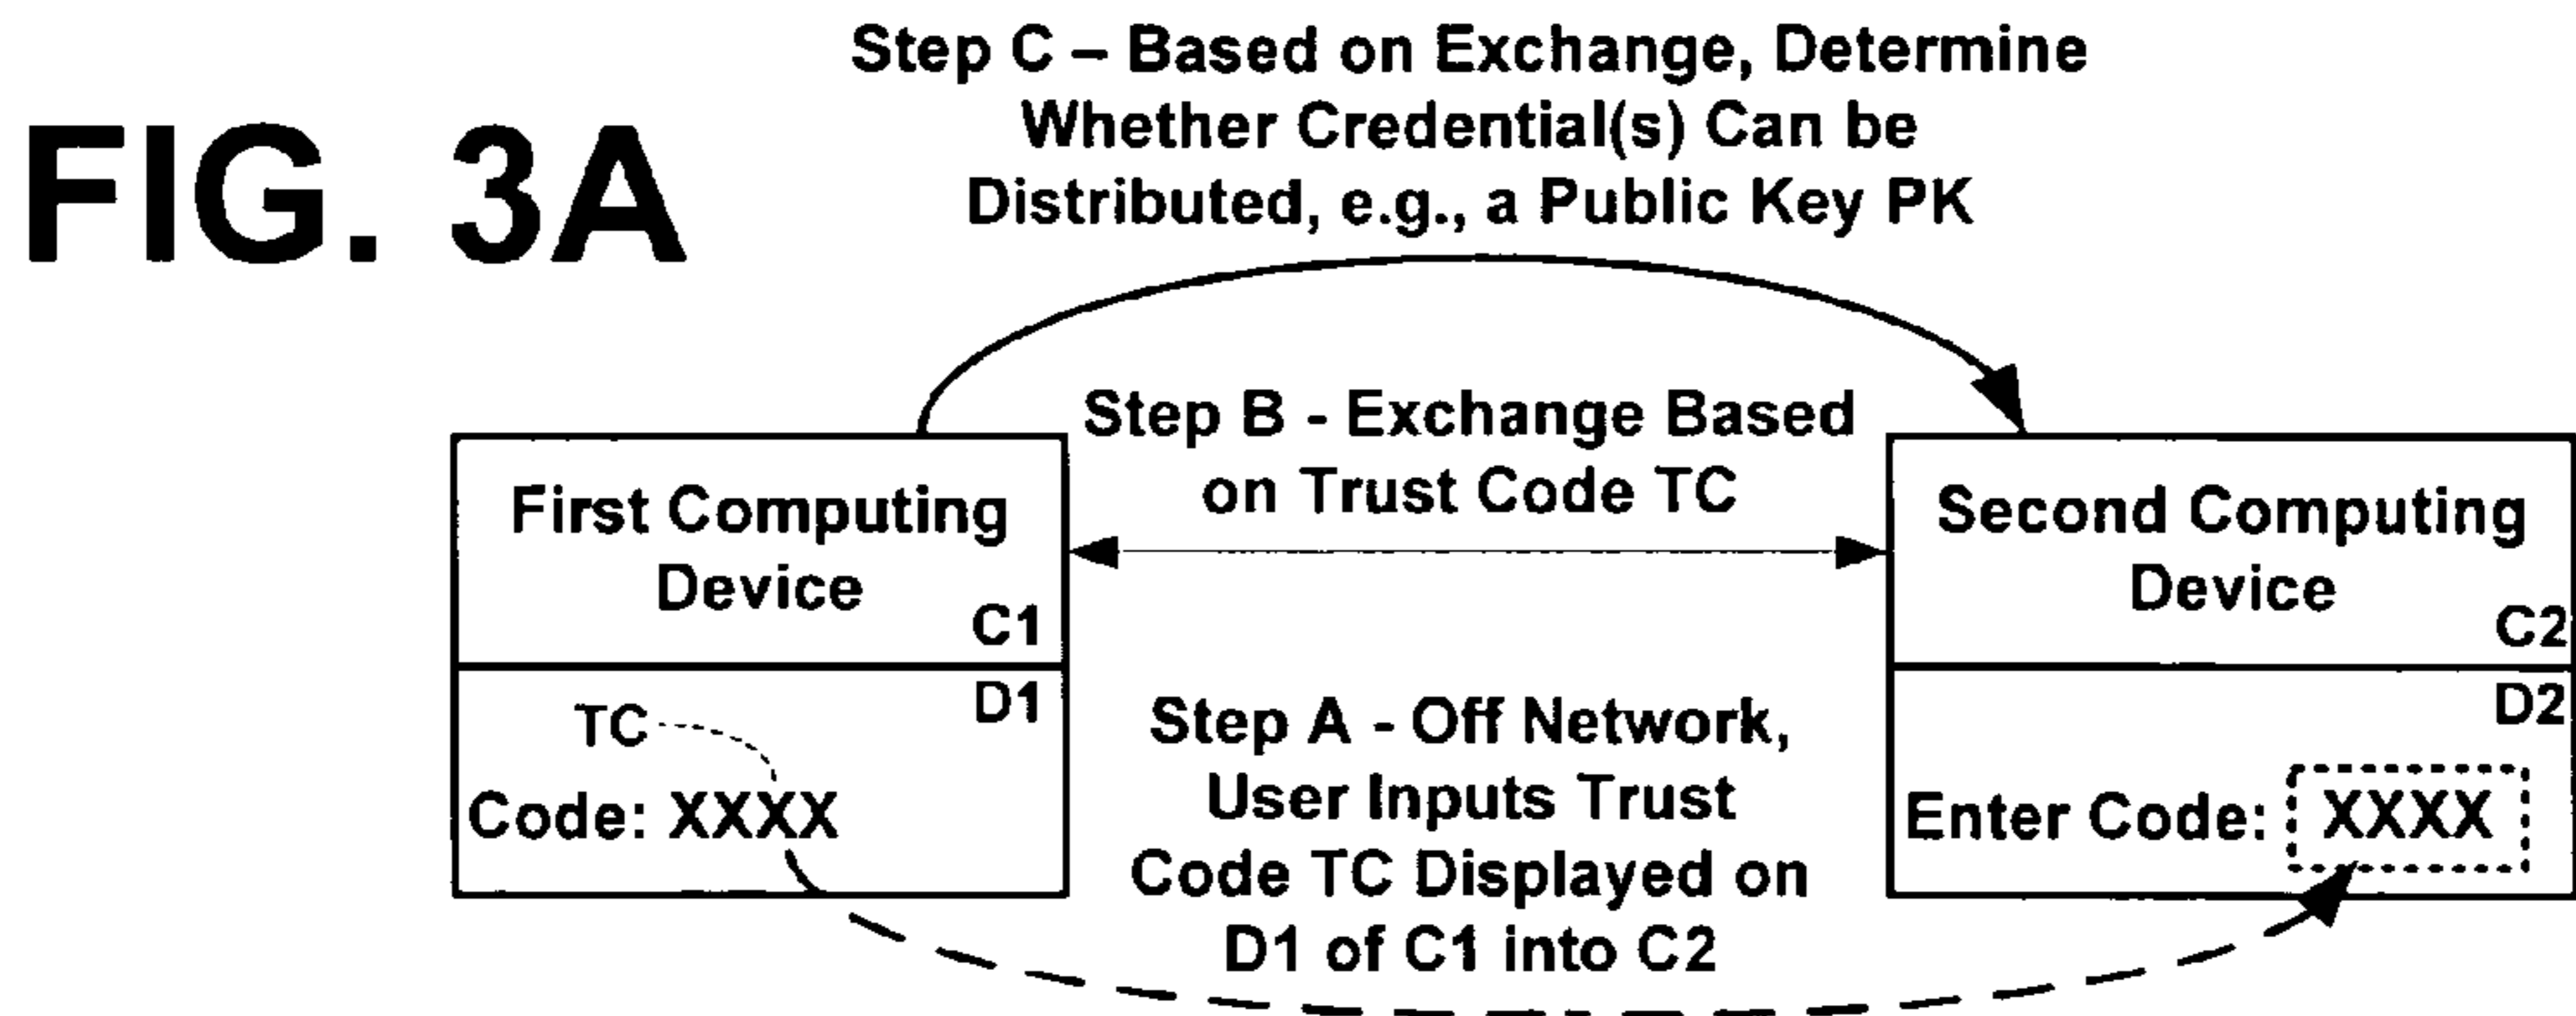 FIG. 3A
Step C – Based on Exchange, Determine
Whether Credential(s) Can be
Distributed, e.g., a Public Key PK
Step B - Exchange Based
on Trust Code TC
First Computing
Device
C1
D1
TC
Code: XXXX
Step A - Off Network,
User Inputs Trust
Code TC Displayed on
D1 of C1 into C2
Second Computing
Device
C2
D2
Enter Code: XXXX